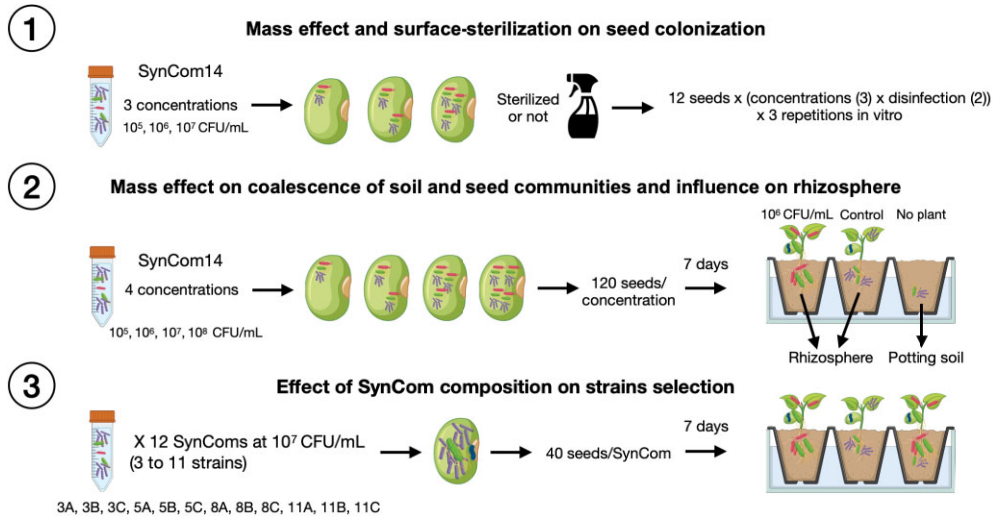 1
Mass effect and surface-sterilization on seed colonization
SynCom14
3 concentrations
10⁵, 10⁶, 10⁷ CFU/mL
Sterilized
or not
12 seeds x (concentrations (3) x disinfection (2))
x 3 repetitions in vitro
2
Mass effect on coalescence of soil and seed communities and influence on rhizosphere
SynCom14
4 concentrations
10⁵, 10⁶, 10⁷, 10⁸ CFU/mL
120 seeds/
concentration
7 days
10⁶ CFU/mL Control No plant
Rhizosphere Potting soil
3
Effect of SynCom composition on strains selection
X 12 SynComs at 10⁷ CFU/mL
(3 to 11 strains)
3A, 3B, 3C, 5A, 5B, 5C, 8A, 8B, 8C, 11A, 11B, 11C
40 seeds/SynCom
7 days